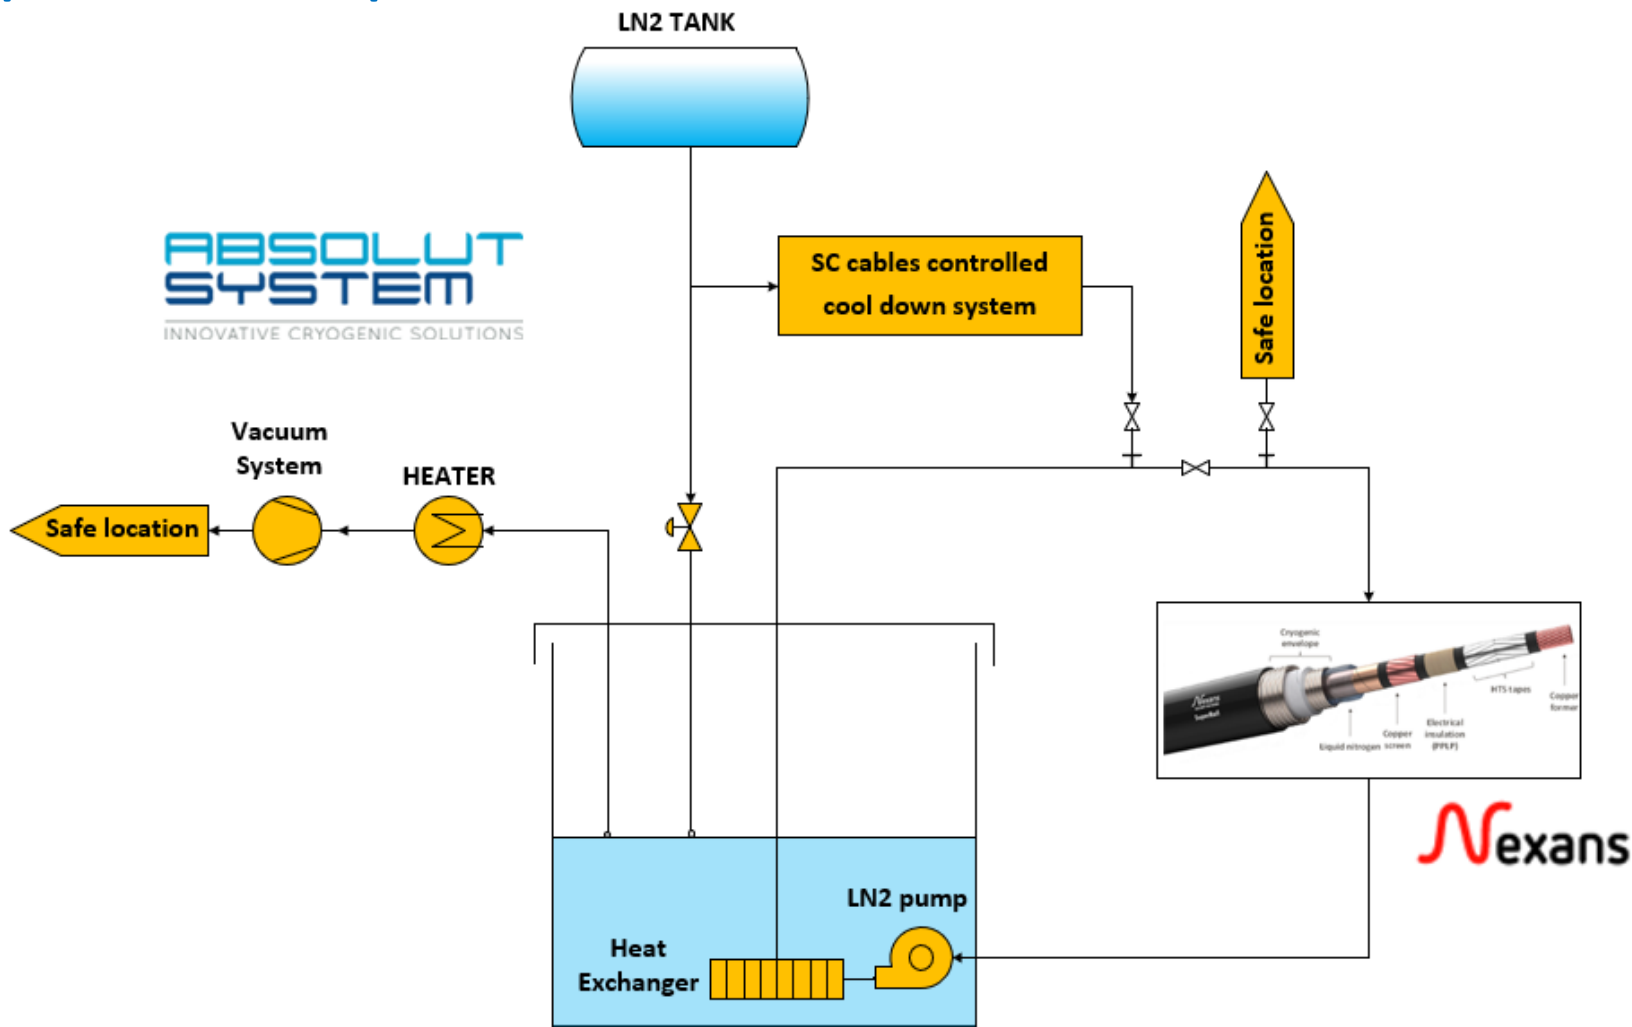 LN2 TANK
ABSOLUT
SYSTEM
INNOVATIVE CRYOGENIC SOLUTIONS
SC cables controlled
cool down system
Safe location
Vacuum
System
HEATER
Safe location
Cryogenic
envelope
Nexans
HTS tapes
Copper
former
Electrical
insulation
(PPLP)
Copper
screen
Liquid nitrogen
Nexans
LN2 pump
Heat
Exchanger